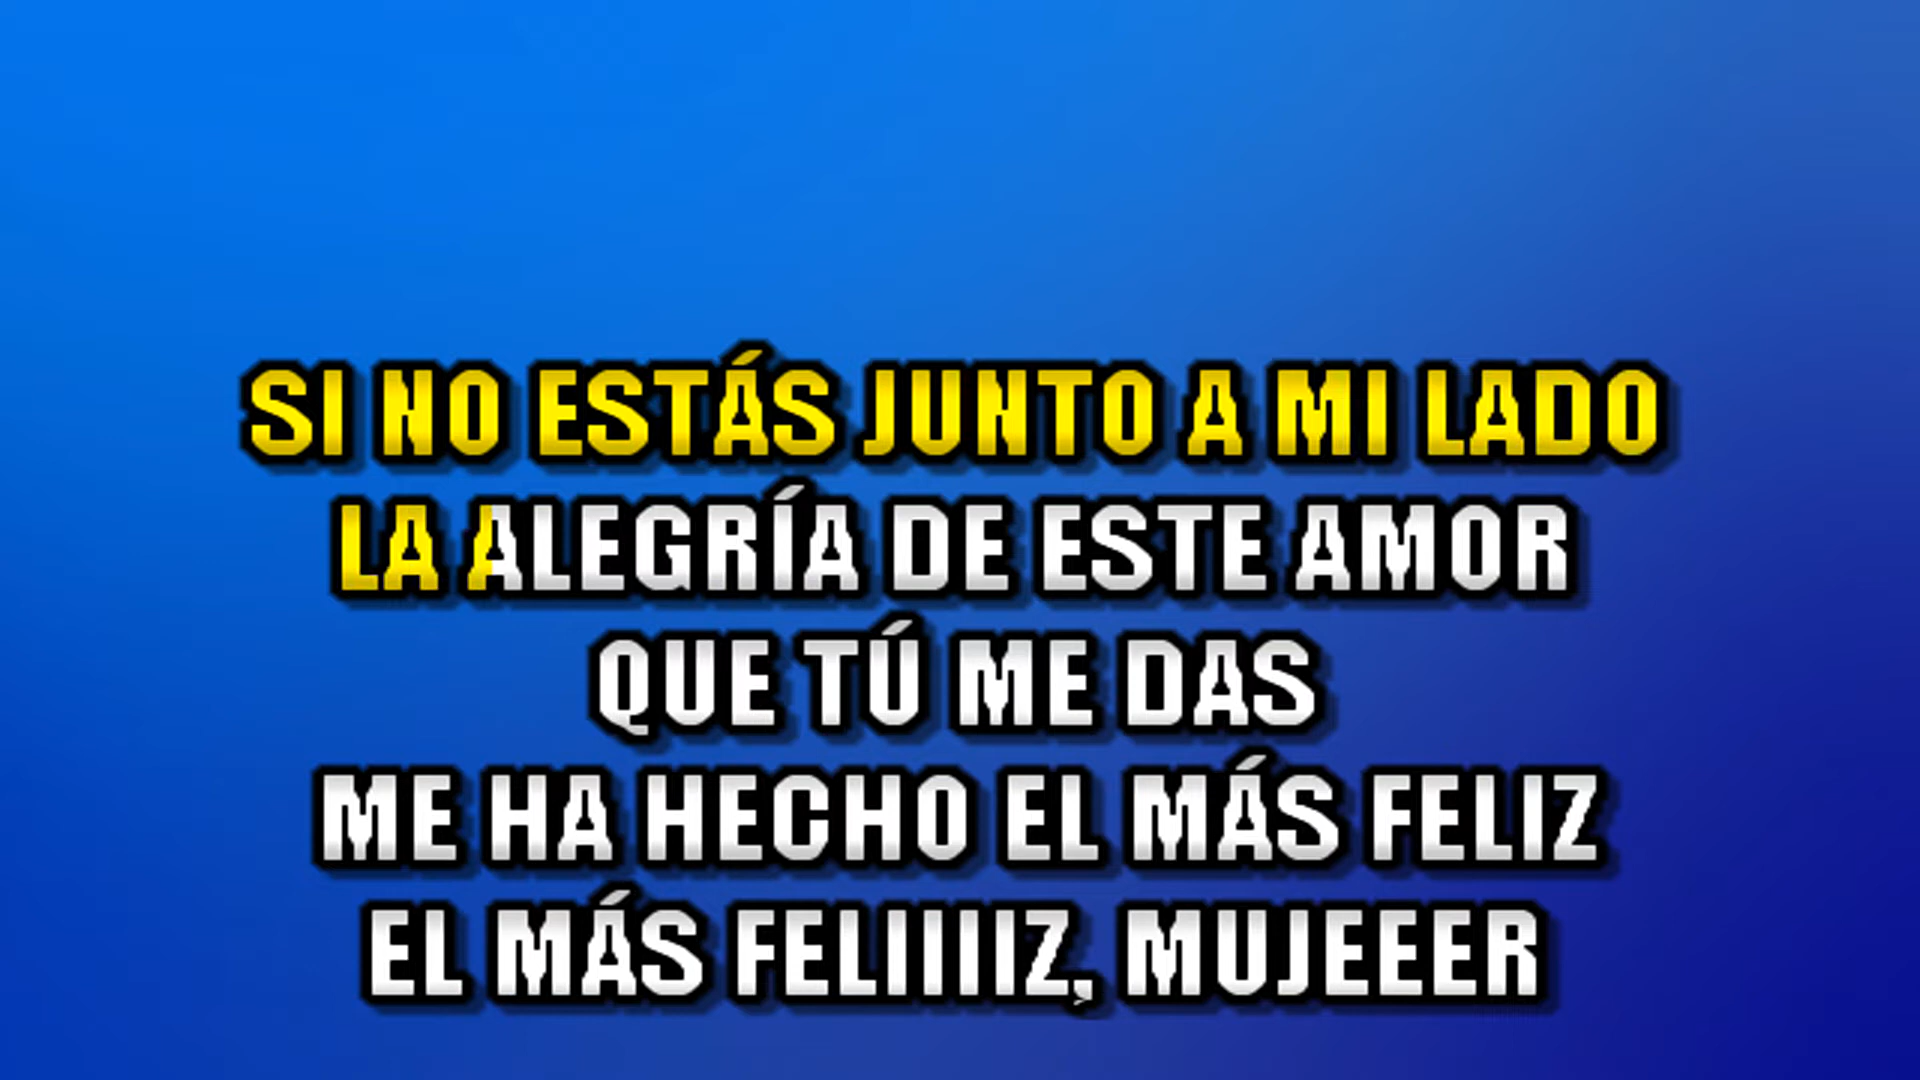 SI NO ESTÁS JUNTO A MI LADO
LA ALEGRÍA DE ESTE AMOR
QUE TÚ ME DAS
ME HA HECHO EL MÁS FELIZ
EL MÁS FELIIIIZ, MUJEEER